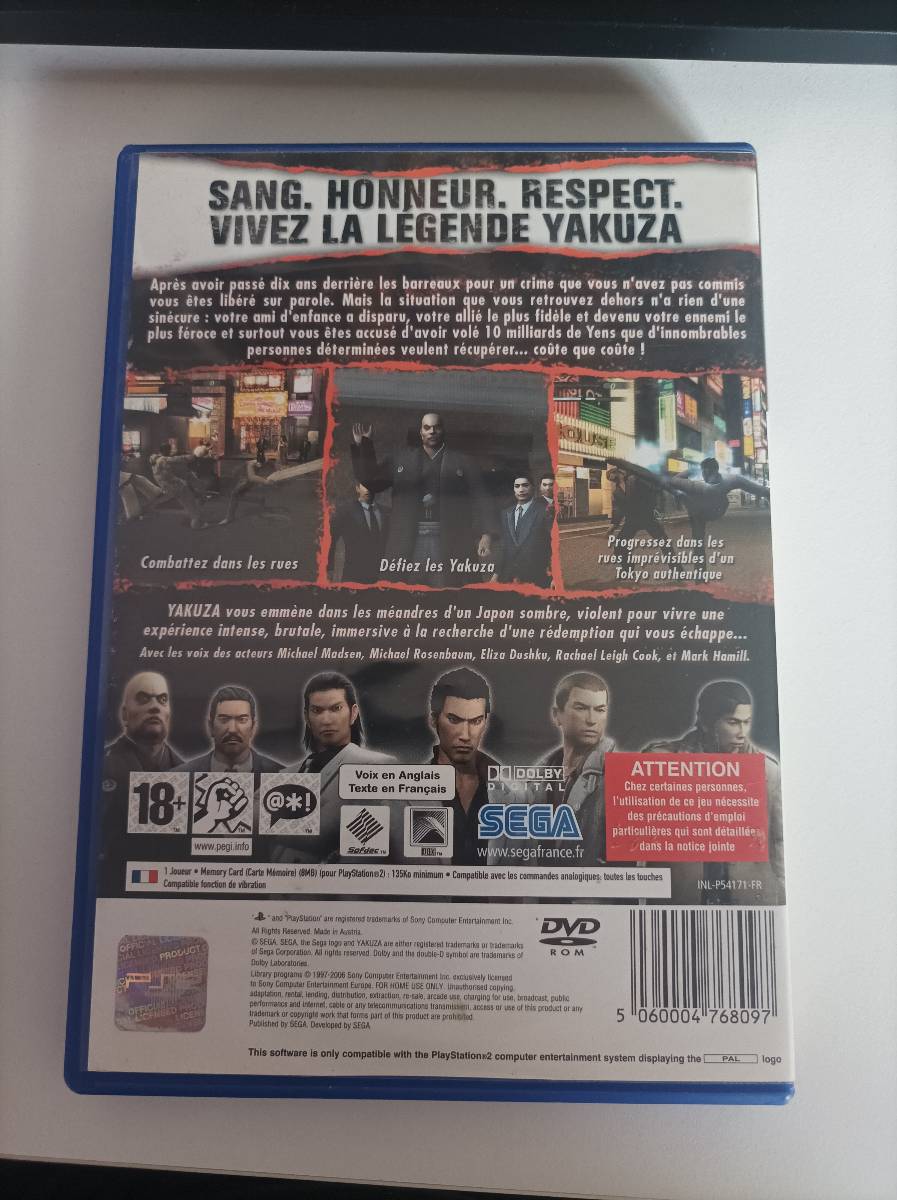 SANG. HONNEUR. RESPECT.
VIVEZ LA LÉGENDE YAKUZA
Après avoir passé dix ans derrière les barreaux pour un crime que vous n'avez pas commis
vous êtes libéré sur parole. Mais la situation que vous retrouvez dehors n'a rien d'une
sinécure : votre ami d'enfance a disparu, votre allié le plus fidèle et devenu votre ennemi le
plus féroce et surtout vous êtes accusé d'avoir volé 10 milliards de Yens que d'innombrables
personnes déterminées veulent récupérer... coûte que coûte !
Combattez dans les rues
Défiez les Yakuza
Progressez dans les
rues imprévisibles d'un
Tokyo authentique
YAKUZA vous emmène dans les méandres d'un Japon sombre, violent pour vivre une
expérience intense, brutale, immersive à la recherche d'une rédemption qui vous échappe...
Avec les voix des acteurs Michael Madsen, Michael Rosenbaum, Eliza Dushku, Rachael Leigh Cook, et Mark Hamill.
18+
@*!
www.pegi.info
Voix en Anglais
Texte en Français
Sofdec
DOLBY
DIGITAL
SEGA
www.segafrance.fr
ATTENTION
Chez certaines personnes,
l'utilisation de ce jeu nécessite
des précautions d'emploi
particulières qui sont détaillées
dans la notice jointe
1 Joueur • Memory Card (Carte Mémoire) (8MB) (pour PlayStation®2) : 135Ko minimum • Compatible avec les commandes analogiques: toutes les touches
Compatible fonction de vibration
INL-P54171-FR
"PS" and "PlayStation" are registered trademarks of Sony Computer Entertainment Inc.
All Rights Reserved. Made in Austria.
© SEGA. SEGA, the Sega logo and YAKUZA are either registered trademarks or trademarks
of Sega Corporation. All rights reserved. Dolby and the double-D symbol are trademarks of
Dolby Laboratories.
Library programs © 1997-2006 Sony Computer Entertainment Inc. exclusively licensed
to Sony Computer Entertainment Europe. FOR HOME USE ONLY. Unauthorised copying,
adaptation, rental, lending, distribution, extraction, re-sale, arcade use, charging for use, broadcast, public
performance and internet, cable or any telecommunications transmission, access or use of this product or any
trademark or copyright work that forms part of this product are prohibited.
Published by SEGA. Developed by SEGA
DVD
ROM
5 060004 768097
This software is only compatible with the PlayStation®2 computer entertainment system displaying the PAL logo